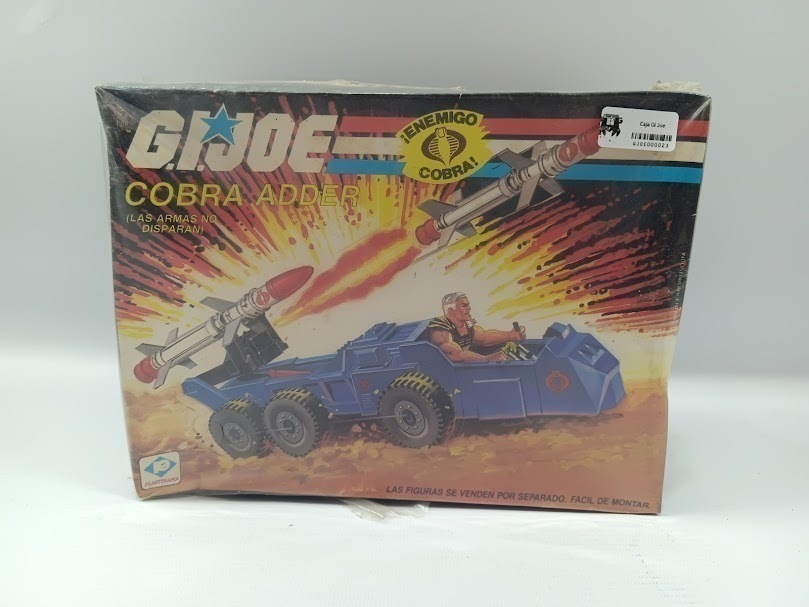 G.I.JOE
¡ENEMIGO
COBRA!
Caja GI Joe
GJOE000023
COBRA ADDER
(LAS ARMAS NO
DISPARAN)
PLASTIRAMA
LAS FIGURAS SE VENDEN POR SEPARADO. FACIL DE MONTAR.